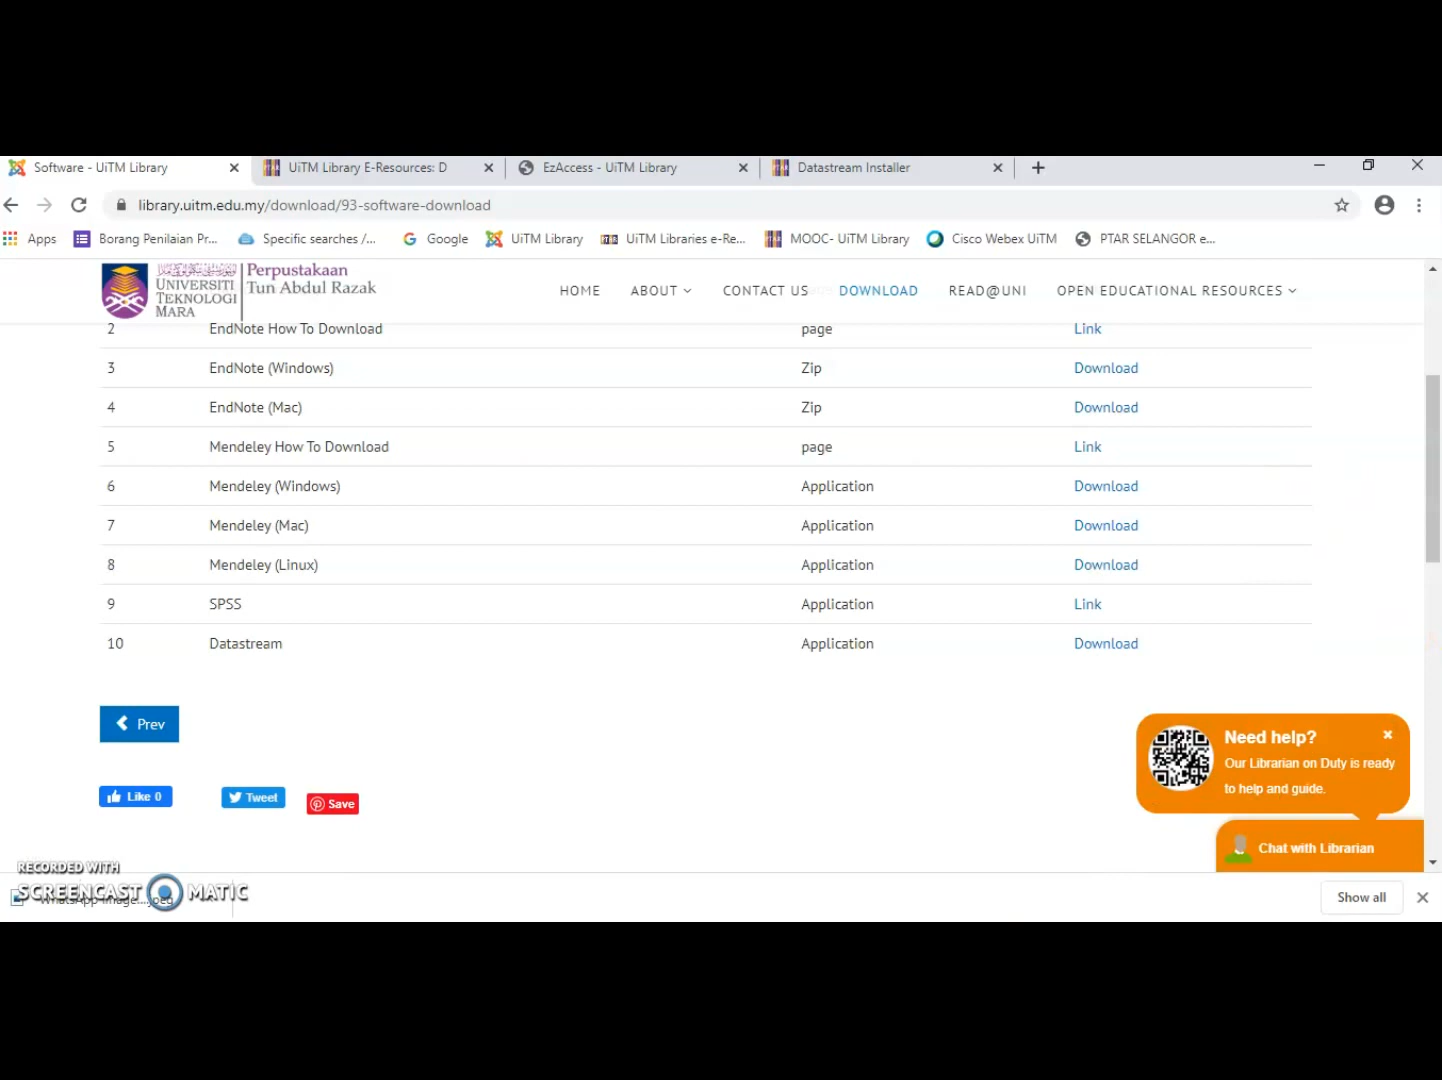 Software - UiTM Library
UiTM Library E-Resources: D
EzAccess - UiTM Library
Datastream Installer
library.uitm.edu.my/download/93-software-download
Apps
Borang Penilaian Pr...
Specific searches /...
Google
UiTM Library
UiTM Libraries e-Re...
MOOC- UiTM Library
Cisco Webex UiTM
PTAR SELANGOR e...
UNIVERSITI
TEKNOLOGI
MARA
Perpustakaan
Tun Abdul Razak
HOME ABOUT CONTACT US DOWNLOAD READ@UNI OPEN EDUCATIONAL RESOURCES
2 EndNote How To Download page Link
3 EndNote (Windows) Zip Download
4 EndNote (Mac) Zip Download
5 Mendeley How To Download page Link
6 Mendeley (Windows) Application Download
7 Mendeley (Mac) Application Download
8 Mendeley (Linux) Application Download
9 SPSS Application Link
10 Datastream Application Download
Prev
Like 0
Tweet
Save
Need help?
Our Librarian on Duty is ready
to help and guide.
Chat with Librarian
RECORDED WITH
SCREENCAST MATIC
WhatsApp Image....jpeg
Show all